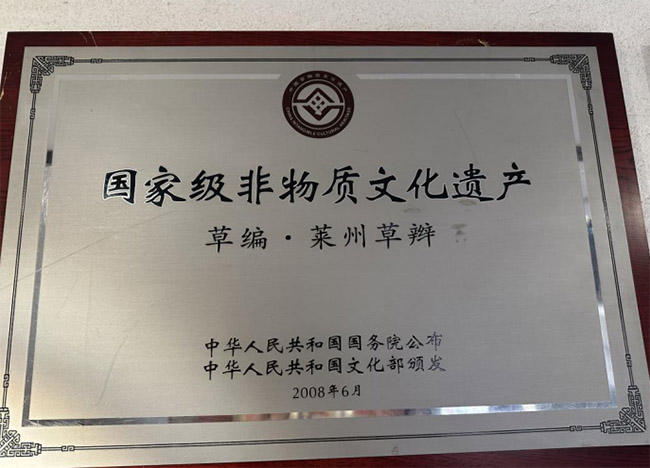 国家级非物质文化遗产
草编·莱州草辫
中华人民共和国国务院公布
中华人民共和国文化部颁发
2008年6月